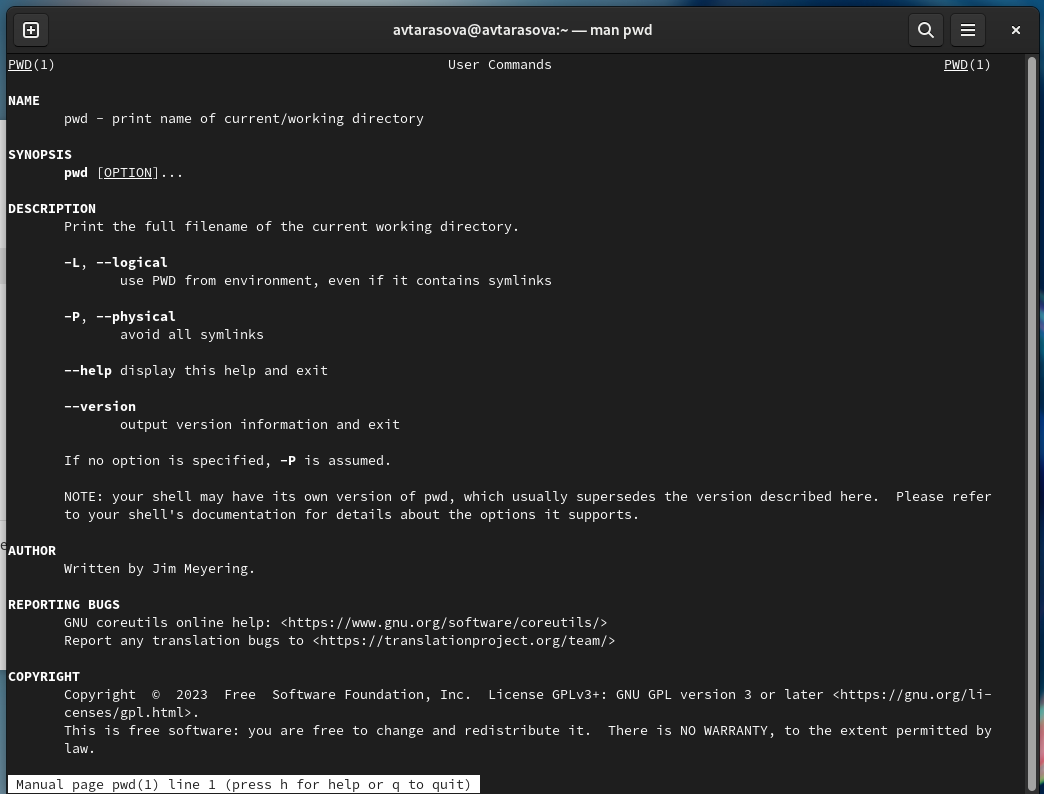 avtarasova@avtarasova:~ — man pwd
PWD(1) User Commands PWD(1)
NAME
pwd - print name of current/working directory
SYNOPSIS
pwd [OPTION]...
DESCRIPTION
Print the full filename of the current working directory.
-L, --logical
use PWD from environment, even if it contains symlinks
-P, --physical
avoid all symlinks
--help display this help and exit
--version
output version information and exit
If no option is specified, -P is assumed.
NOTE: your shell may have its own version of pwd, which usually supersedes the version described here.  Please refer
to your shell's documentation for details about the options it supports.
AUTHOR
Written by Jim Meyering.
REPORTING BUGS
GNU coreutils online help: <https://www.gnu.org/software/coreutils/>
Report any translation bugs to <https://translationproject.org/team/>
COPYRIGHT
Copyright  ©  2023  Free  Software Foundation, Inc.  License GPLv3+: GNU GPL version 3 or later <https://gnu.org/li-
censes/gpl.html>.
This is free software: you are free to change and redistribute it.  There is NO WARRANTY, to the extent permitted by
law.
Manual page pwd(1) line 1 (press h for help or q to quit)